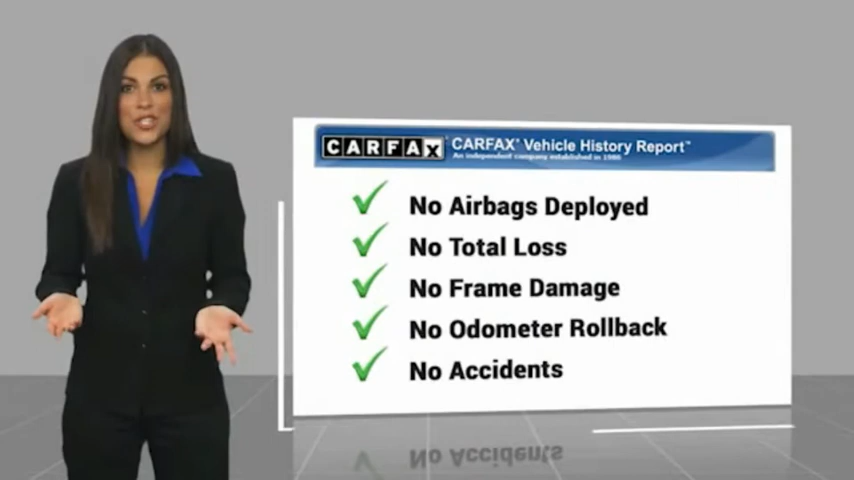 CARFAX CARFAX® Vehicle History Report™
An independent company established in 1986
No Airbags Deployed
No Total Loss
No Frame Damage
No Odometer Rollback
No Accidents
No Accidents